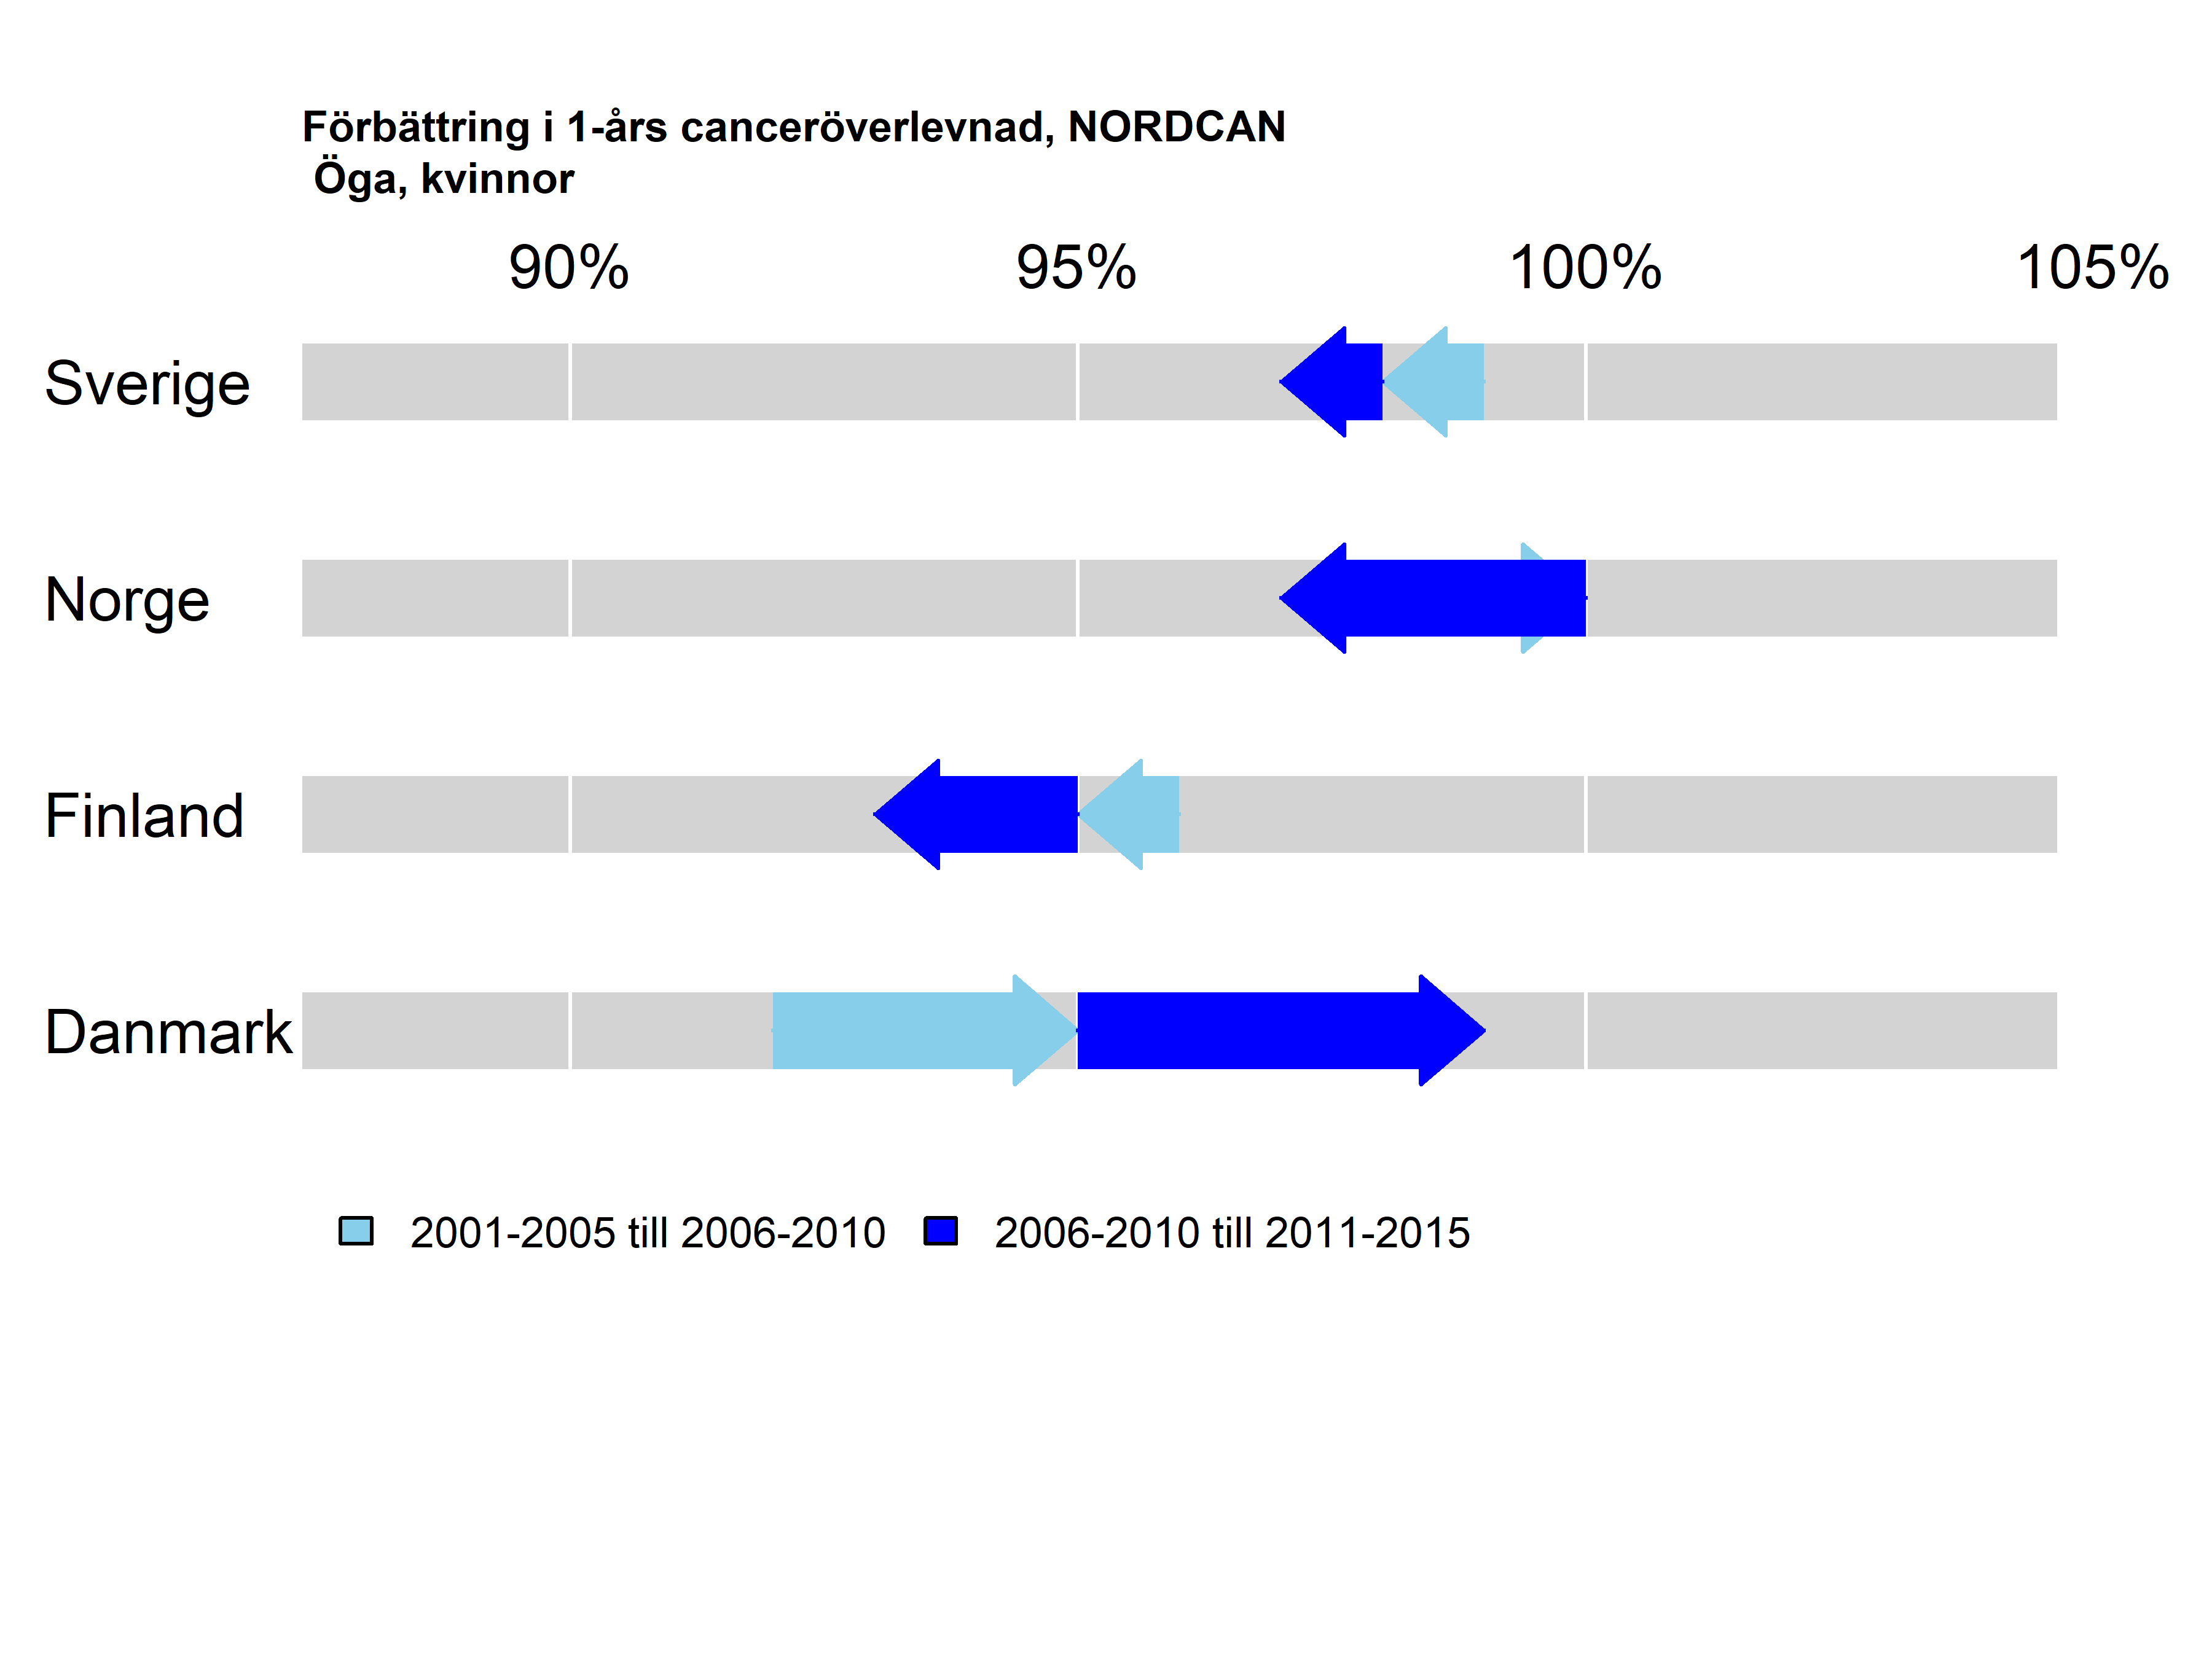 Förbättring i 1-års canceröverlevnad, NORDCAN
Öga, kvinnor
90% 95% 100% 105%
Sverige
Norge
Finland
Danmark
2001-2005 till 2006-2010 2006-2010 till 2011-2015